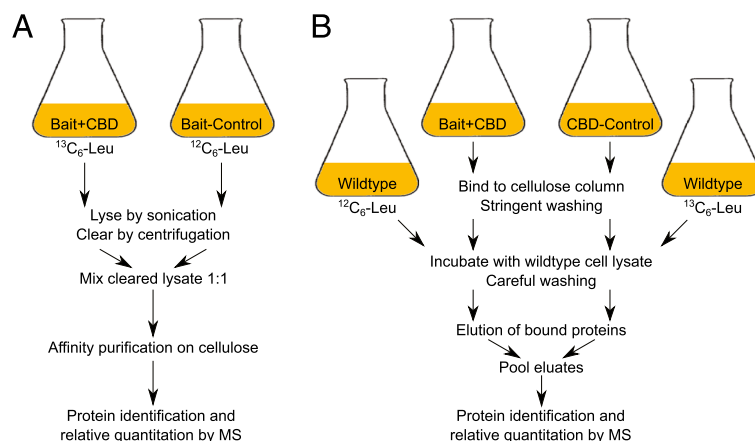 A
Bait+CBD
Bait-Control
¹³C₆-Leu
¹²C₆-Leu
Lyse by sonication
Clear by centrifugation
Mix cleared lysate 1:1
Affinity purification on cellulose
Protein identification and
relative quantitation by MS
B
Bait+CBD
CBD-Control
Wildtype
Wildtype
¹²C₆-Leu
¹³C₆-Leu
Bind to cellulose column
Stringent washing
Incubate with wildtype cell lysate
Careful washing
Elution of bound proteins
Pool eluates
Protein identification and
relative quantitation by MS